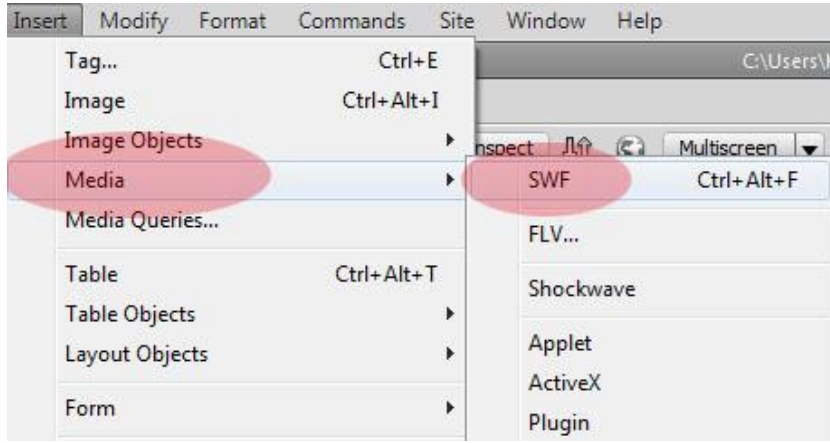 Insert Modify Format Commands Site Window Help
Tag... Ctrl+E
C:\Users\
Image Ctrl+Alt+I
Image Objects
nspect Multiscreen
Media
SWF Ctrl+Alt+F
Media Queries...
FLV...
Table Ctrl+Alt+T
Shockwave
Table Objects
Applet
Layout Objects
ActiveX
Form
Plugin